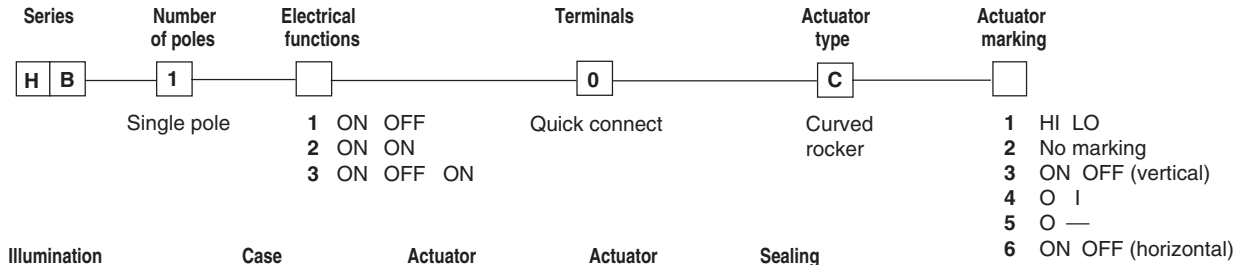 Series Number of poles Electrical functions Terminals Actuator type Actuator marking
H B 1 0 C
Single pole
1 ON OFF
2 ON ON
3 ON OFF ON
Quick connect
Curved rocker
1 HI LO
2 No marking
3 ON OFF (vertical)
4 O I
5 O —
6 ON OFF (horizontal)
Illumination Case Actuator Actuator Sealing